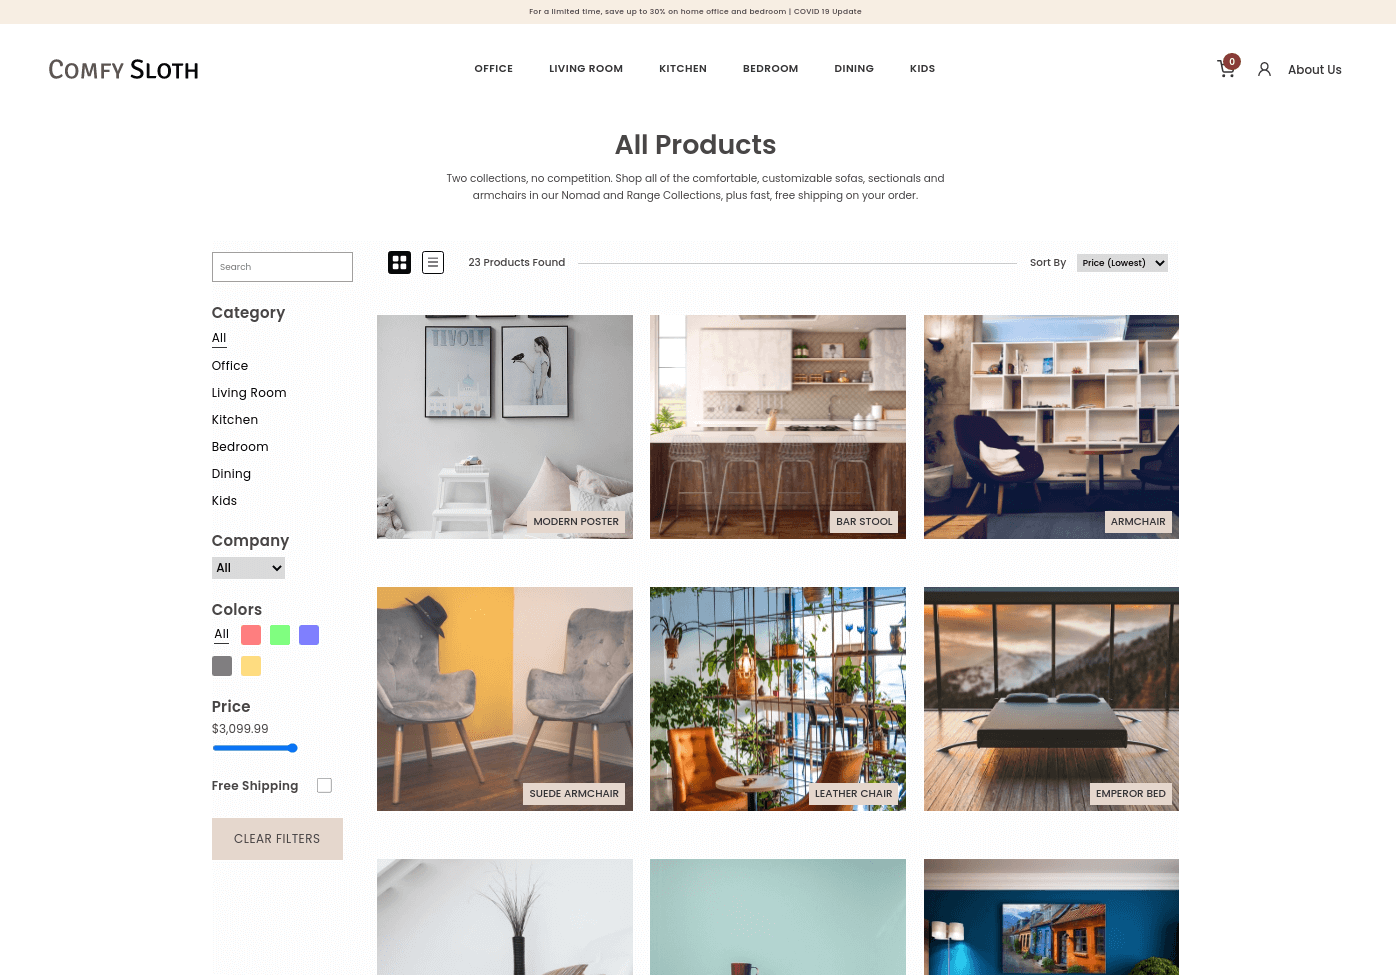 For a limited time, save up to 30% on home office and bedroom | COVID 19 Update
COMFY SLOTH
OFFICE LIVING ROOM KITCHEN BEDROOM DINING KIDS
0
About Us
All Products
Two collections, no competition. Shop all of the comfortable, customizable sofas, sectionals and
armchairs in our Nomad and Range Collections, plus fast, free shipping on your order.
Search
23 Products Found
Sort By Price (Lowest)
Category
All
Office
Living Room
Kitchen
Bedroom
Dining
Kids
Company
All
Colors
All
Price
$3,099.99
Free Shipping
CLEAR FILTERS
TIVOLI
MODERN POSTER
BAR STOOL
ARMCHAIR
SUEDE ARMCHAIR
LEATHER CHAIR
EMPEROR BED